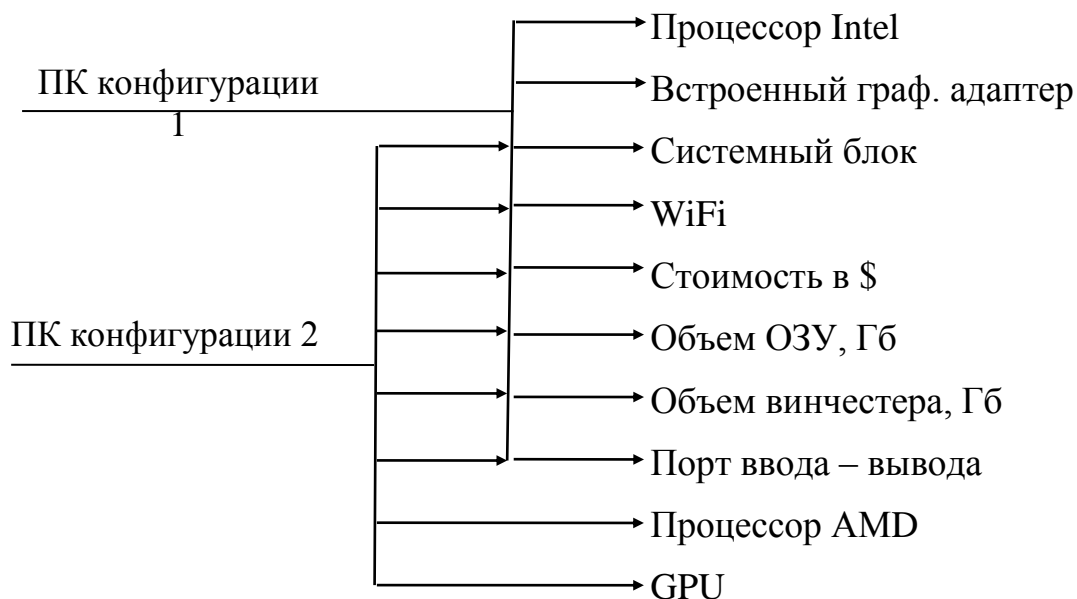 Процессор Intel
ПК конфигурации
1
Встроенный граф. адаптер
Системный блок
WiFi
Стоимость в $
ПК конфигурации 2
Объем ОЗУ, Гб
Объем винчестера, Гб
Порт ввода – вывода
Процессор AMD
GPU